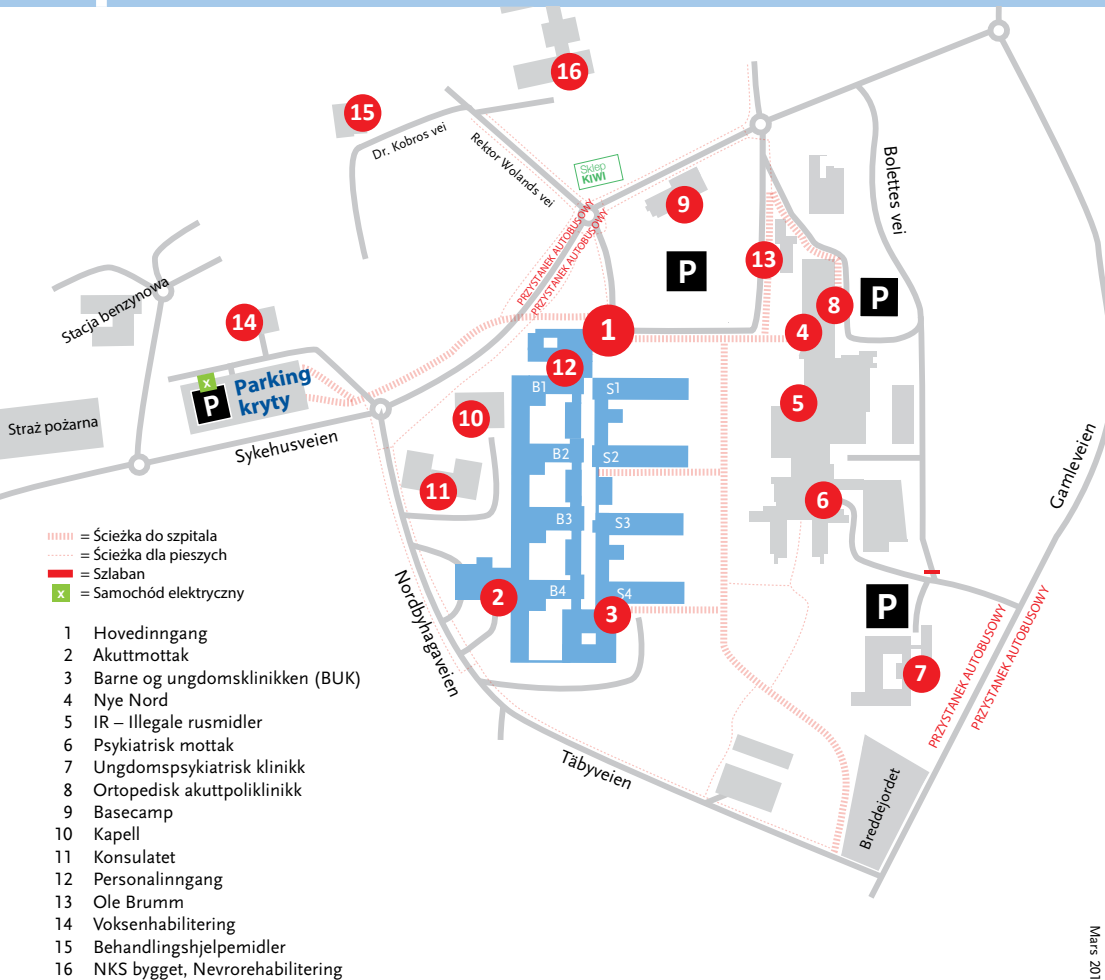 16
15
Dr. Kobros vei
Rektor Wolands vei
Sklep
KIWI
9
Bolettes vei
PRZYSTANEK AUTOBUSOWY
PRZYSTANEK AUTOBUSOWY
P
13
P
8
Stacja benzynowa
14
1
4
12
x
P
Parking
kryty
B1
S1
10
5
Straż pożarna
Sykehusveien
B2
S2
11
6
Gamleveien
B3
S3
= Ścieżka do szpitala
= Ścieżka dla pieszych
= Szlaban
x = Samochód elektryczny
Nordbyhagaveien
2
B4
S4
3
P
PRZYSTANEK AUTOBUSOWY
PRZYSTANEK AUTOBUSOWY
7
Täbyveien
Breddejordet
1 Hovedinngang
2 Akuttmottak
3 Barne og ungdomsklinikken (BUK)
4 Nye Nord
5 IR – Illegale rusmidler
6 Psykiatrisk mottak
7 Ungdomspsykiatrisk klinikk
8 Ortopedisk akuttpoliklinikk
9 Basecamp
10 Kapell
11 Konsulatet
12 Personalinngang
13 Ole Brumm
14 Voksenhabilitering
15 Behandlingshjelpemidler
16 NKS bygget, Nevrorehabilitering
Mars 201